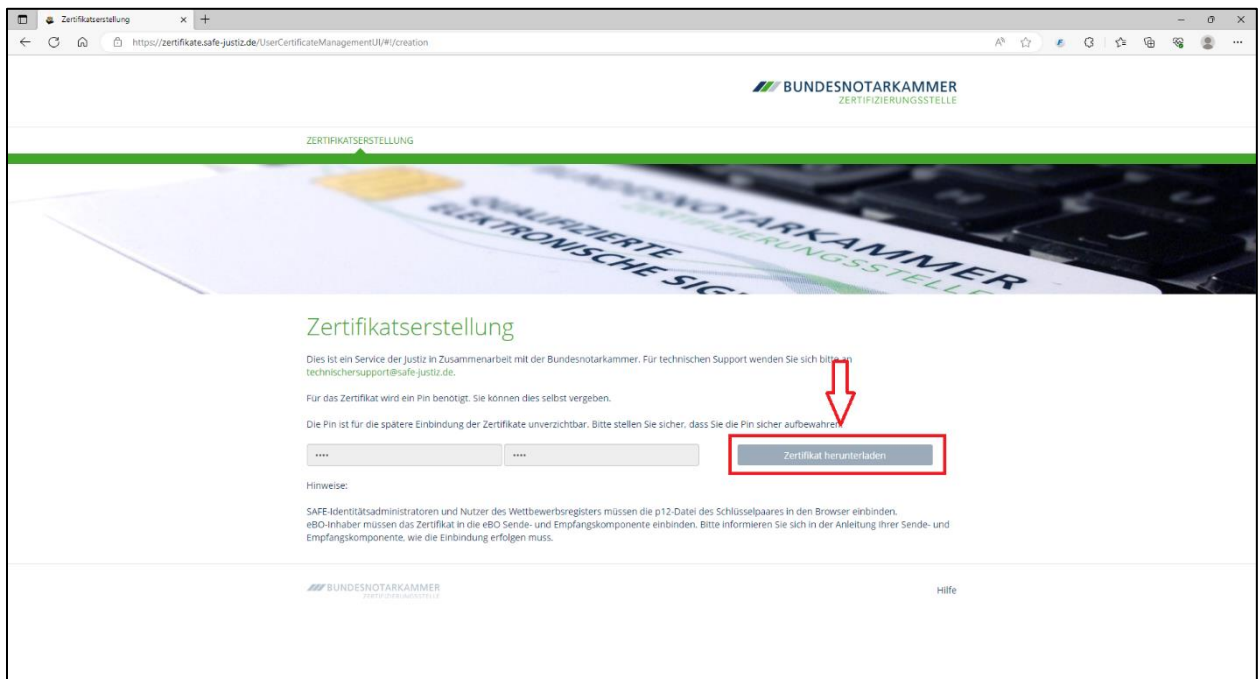 Zertifikatserstellung
https://zertifikate.safe-justiz.de/UserCertificateManagementUI/#!/creation
BUNDESNOTARKAMMER
ZERTIFIZIERUNGSSTELLE
ZERTIFIKATSERSTELLUNG
BUNDESNOTARKAMMER
ZERTIFIZIERUNGSSTELLE
QUALIFIZIERTE
ELEKTRONISCHE
Zertifikatserstellung
Dies ist ein Service der Justiz in Zusammenarbeit mit der Bundesnotarkammer. Für technischen Support wenden Sie sich bitte an
technischersupport@safe-justiz.de.
Für das Zertifikat wird ein Pin benötigt. Sie können dies selbst vergeben.
Die Pin ist für die spätere Einbindung der Zertifikate unverzichtbar. Bitte stellen Sie sicher, dass Sie die Pin sicher aufbewahren.
•••• •••• Zertifikat herunterladen
Hinweise:
SAFE-Identitätsadministratoren und Nutzer des Wettbewerbsregisters müssen die p12-Datei des Schlüsselpaares in den Browser einbinden.
eBO-Inhaber müssen das Zertifikat in die eBO Sende- und Empfangskomponente einbinden. Bitte informieren Sie sich in der Anleitung ihrer Sende- und
Empfangskomponente, wie die Einbindung erfolgen muss.
BUNDESNOTARKAMMER
ZERTIFIZIERUNGSSTELLE
Hilfe